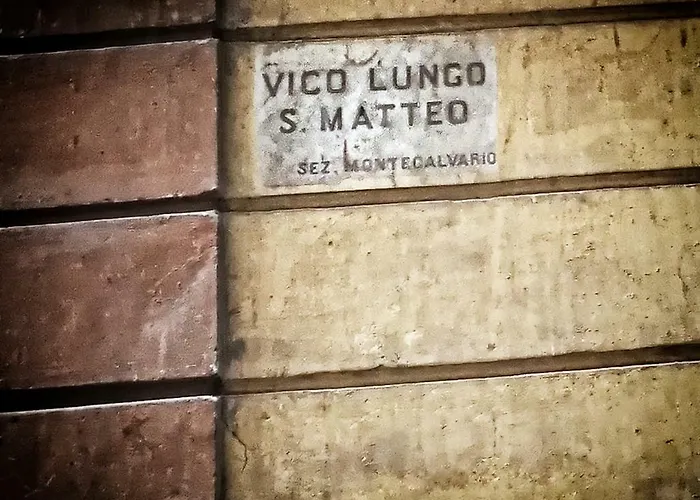 VICO LUNGO
S. MATTEO
SEZ. MONTECALVARIO